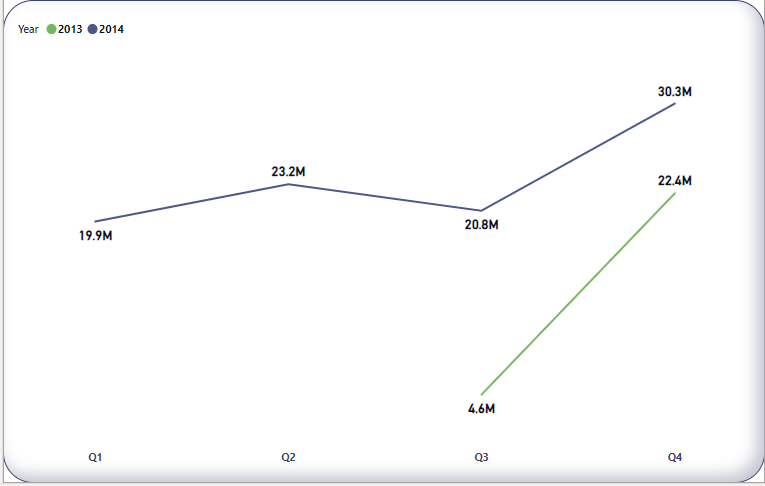 Year 2013 2014
30.3M
23.2M
22.4M
19.9M
20.8M
4.6M
Q1 Q2 Q3 Q4